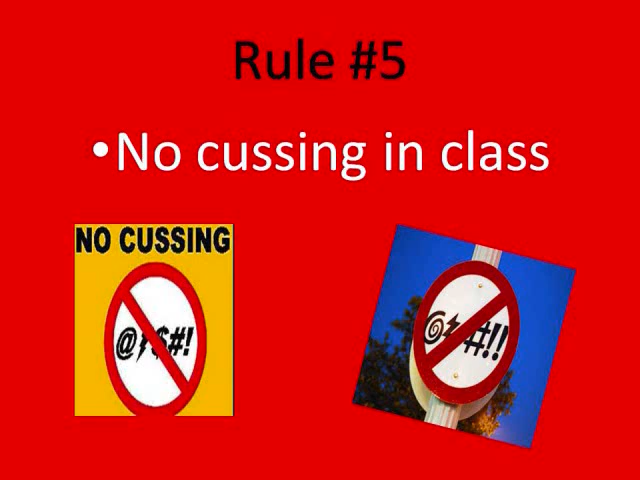 Rule #5
•No cussing in class
NO CUSSING
@⚡$#!
@⚡#!!